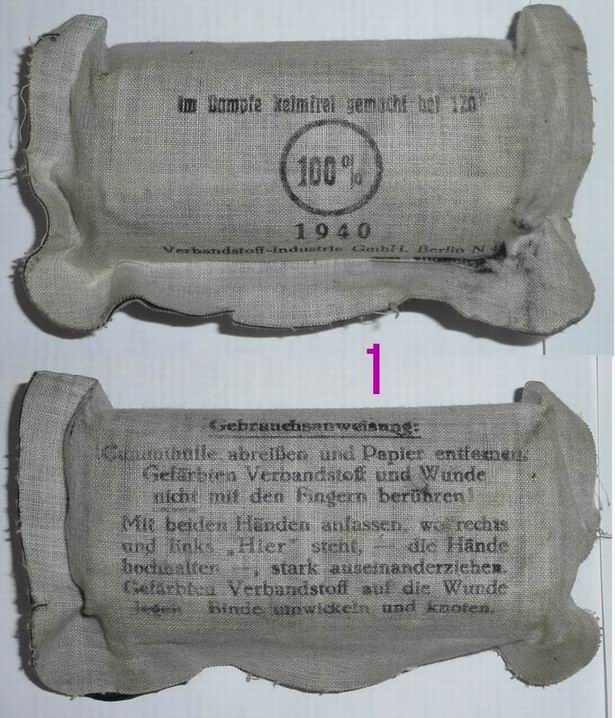 Im Dampfe keimfrei gemacht bei 120°
100%
1940
Verbandstoff-Industrie GmbH. Berlin N
1
Gebrauchsanweisung:
Gummihülle abreißen und Papier entfernen.
Gefärbten Verbandstoff und Wunde
nicht mit den Fingern berühren!
Mit beiden Händen anfassen, wo rechts
und links „Hier" steht, — die Hände
hochhalten —, stark auseinanderziehen.
Gefärbten Verbandstoff auf die Wunde
legen binde umwickeln und knoten.